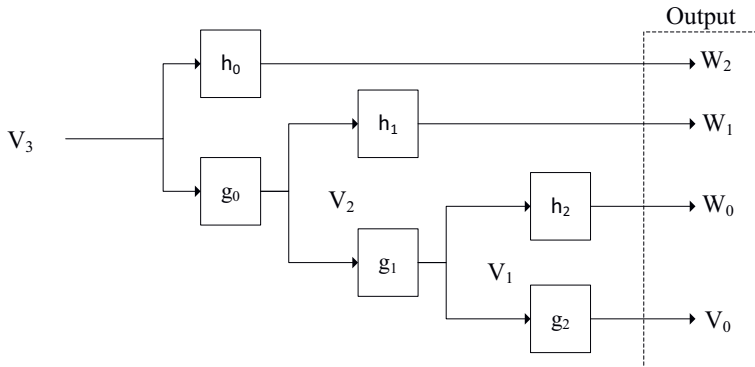 Output
h₀
W₂
h₁
W₁
V₃
g₀
V₂
h₂
W₀
g₁
V₁
g₂
V₀